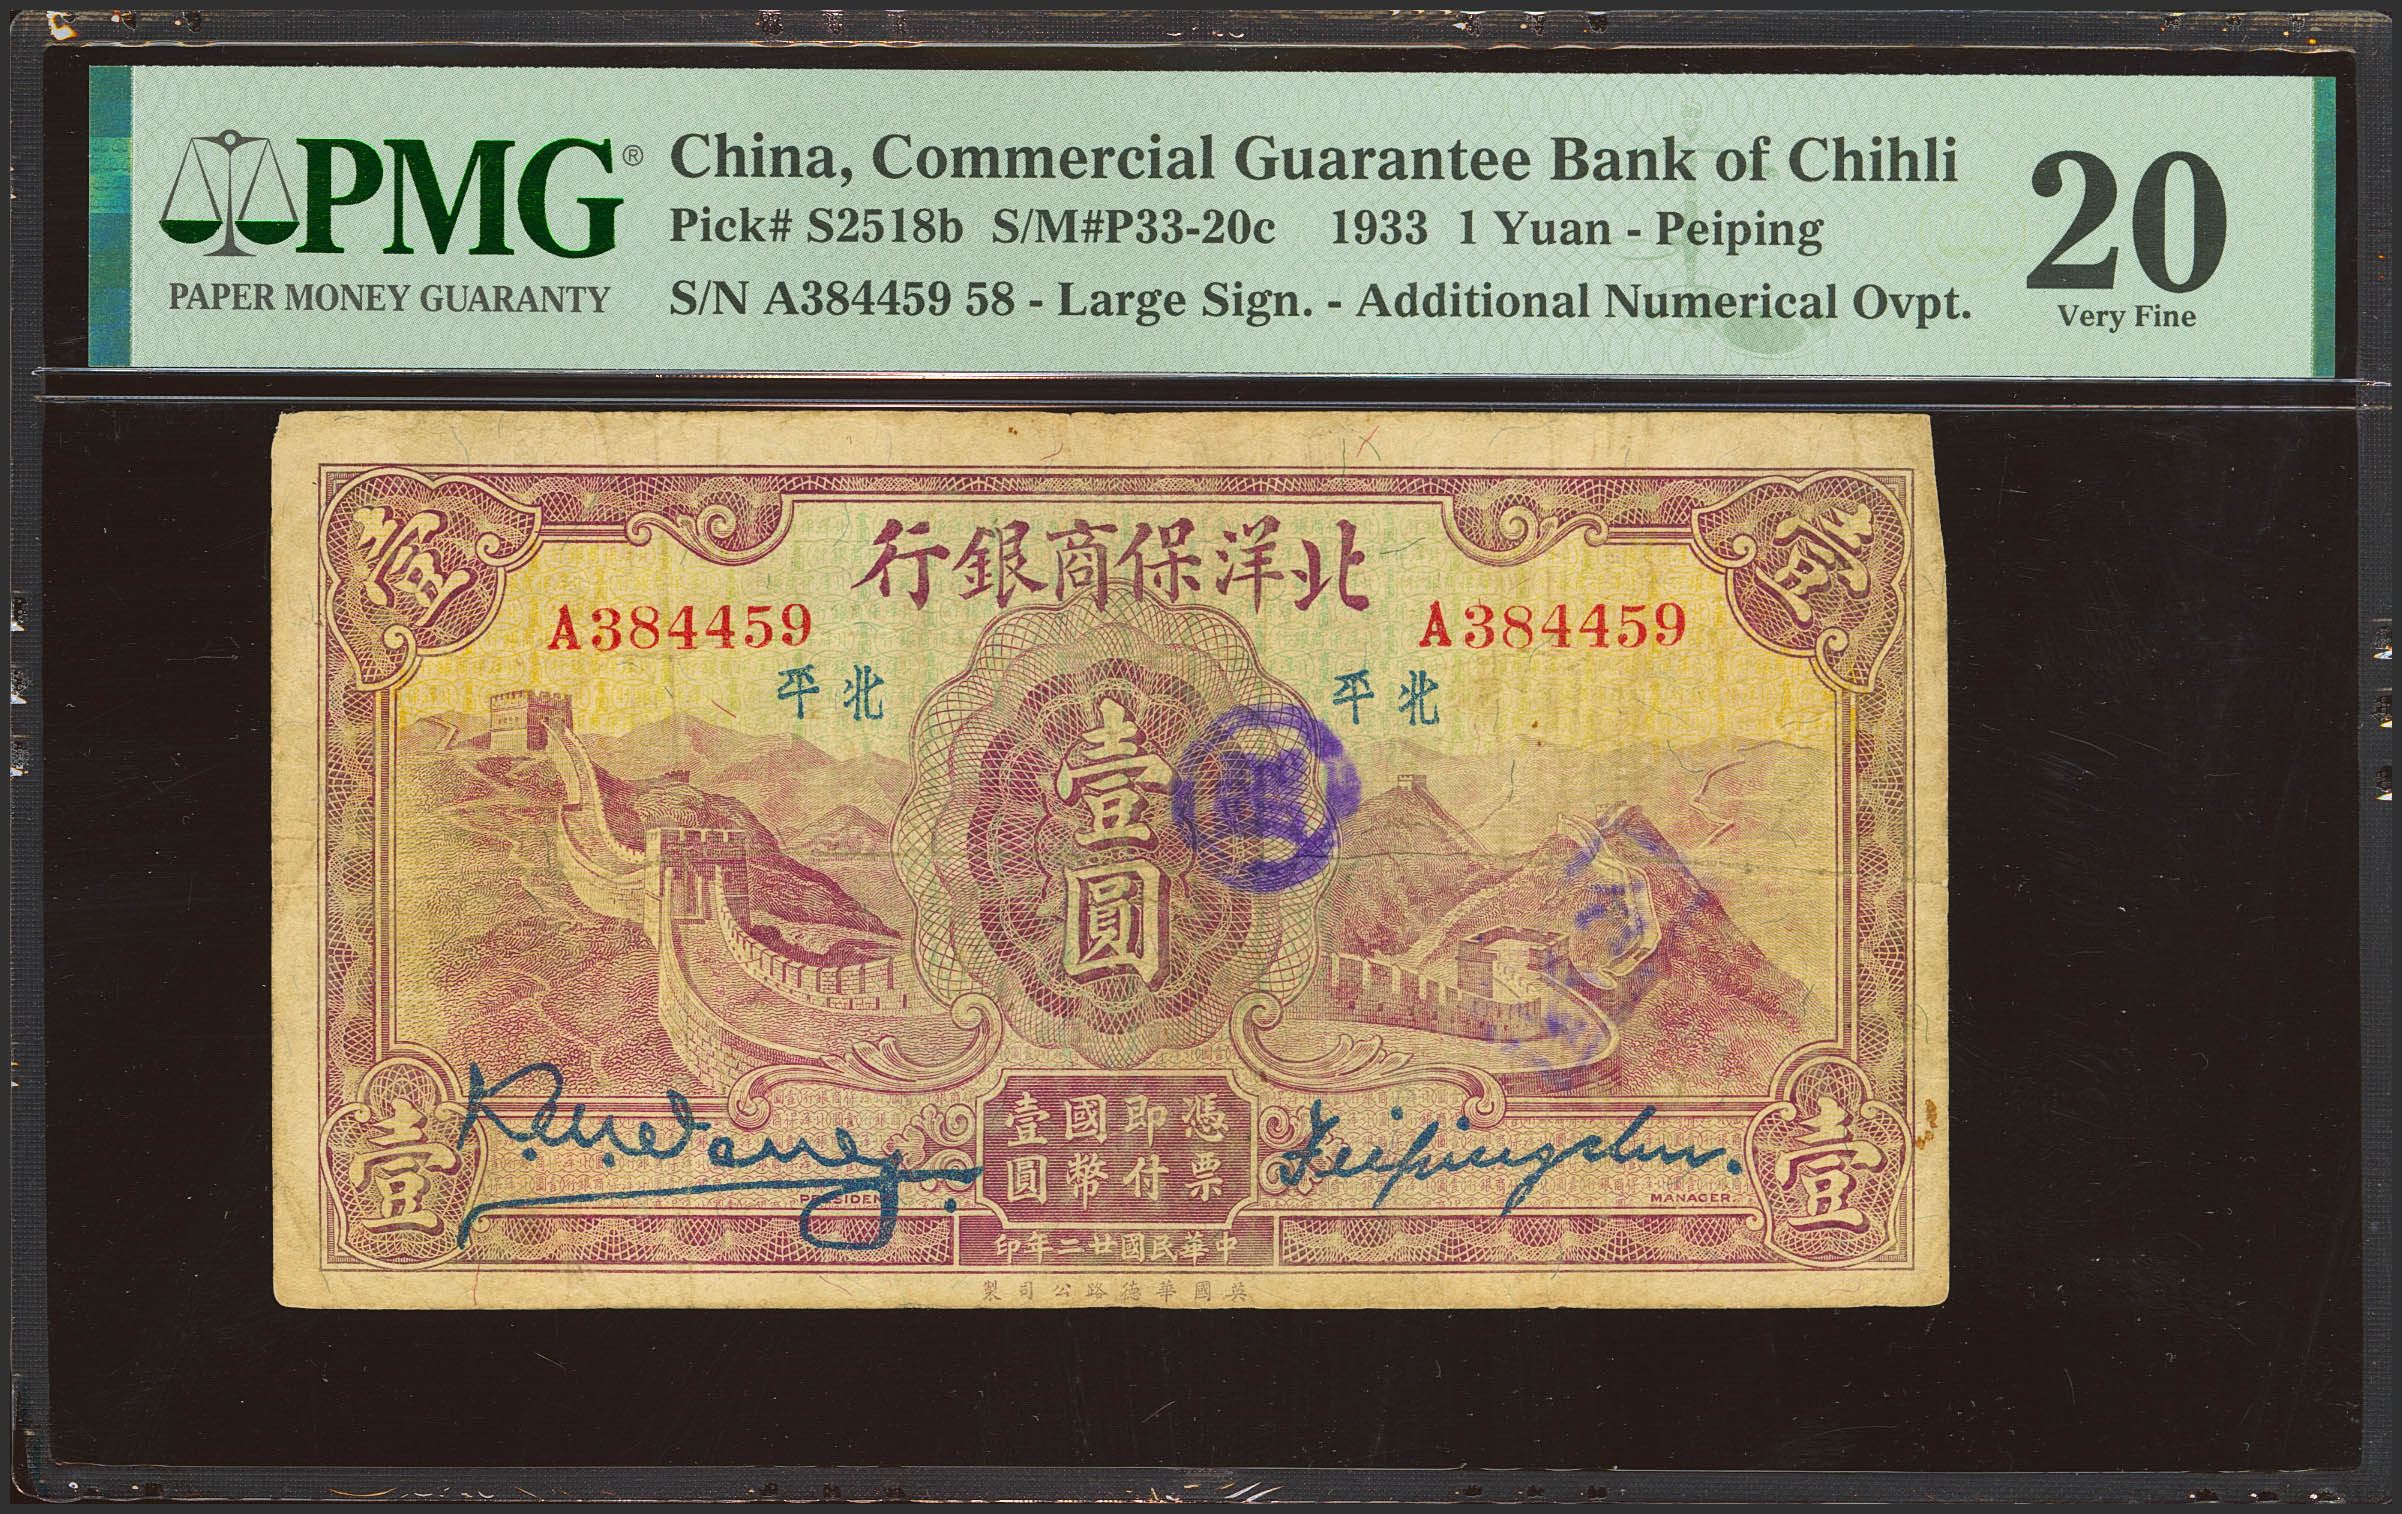 PMG®
PAPER MONEY GUARANTY
China, Commercial Guarantee Bank of Chihli
Pick# S2518b S/M#P33-20c 1933 1 Yuan - Peiping
S/N A384459 58 - Large Sign. - Additional Numerical Ovpt.
20
Very Fine
壹
壹
北洋保商銀行
A384459
A384459
北平
北平
壹圓
憑票
即付
國幣
壹圓
PRESIDENT
MANAGER.
壹
壹
中華民國廿二年印
英國華德路公司製